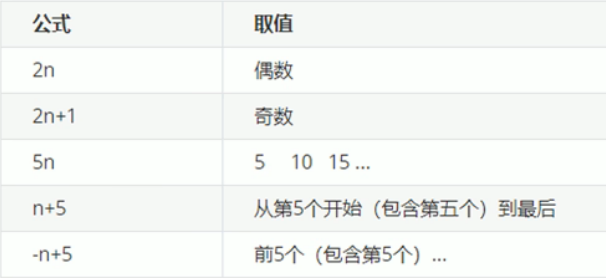 公式 取值
2n 偶数
2n+1 奇数
5n 5 10 15 ...
n+5 从第5个开始（包含第五个）到最后
-n+5 前5个（包含第5个）...